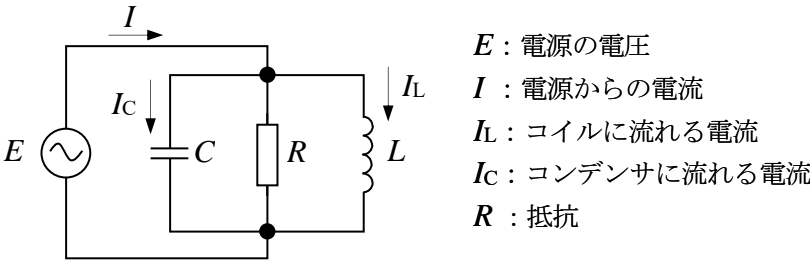 I
IC
IL
E
C
R
L
E：電源の電圧
I：電源からの電流
IL：コイルに流れる電流
IC：コンデンサに流れる電流
R：抵抗